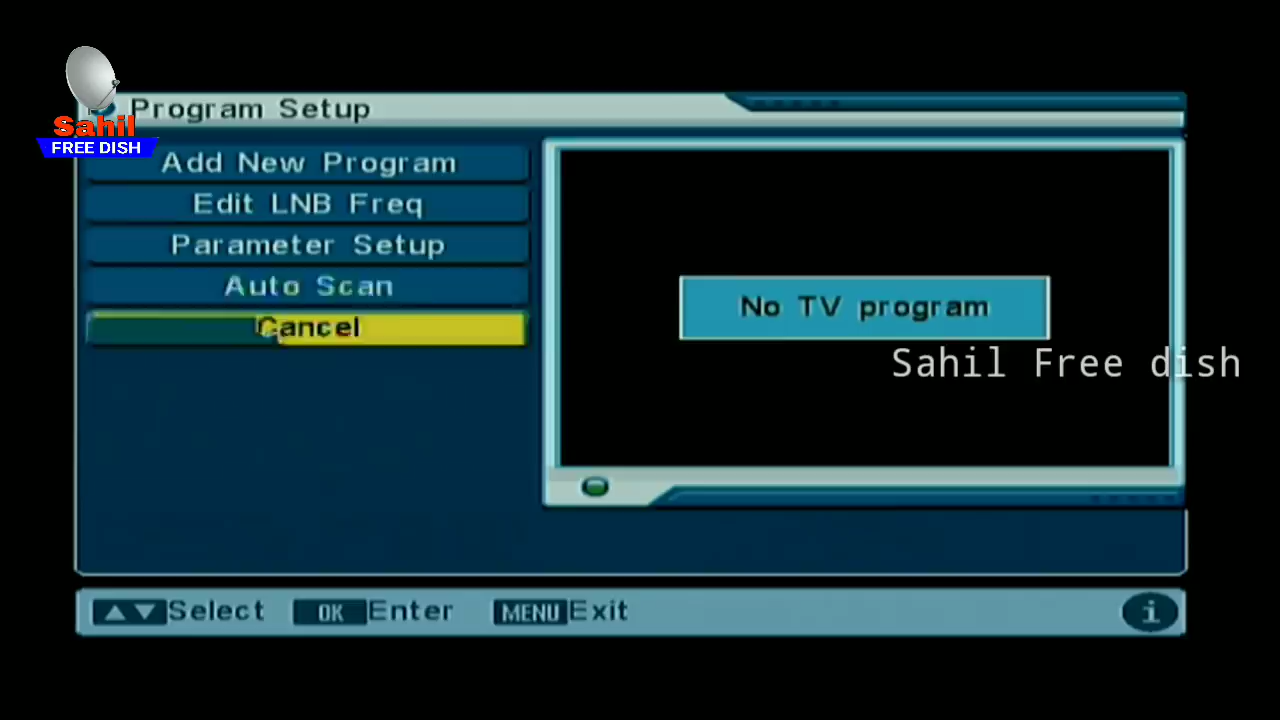 Sahil
FREE DISH
Program Setup
Add New Program
Edit LNB Freq
Parameter Setup
Auto Scan
Cancel
No TV program
Sahil Free dish
Select
OK Enter
MENU Exit
i